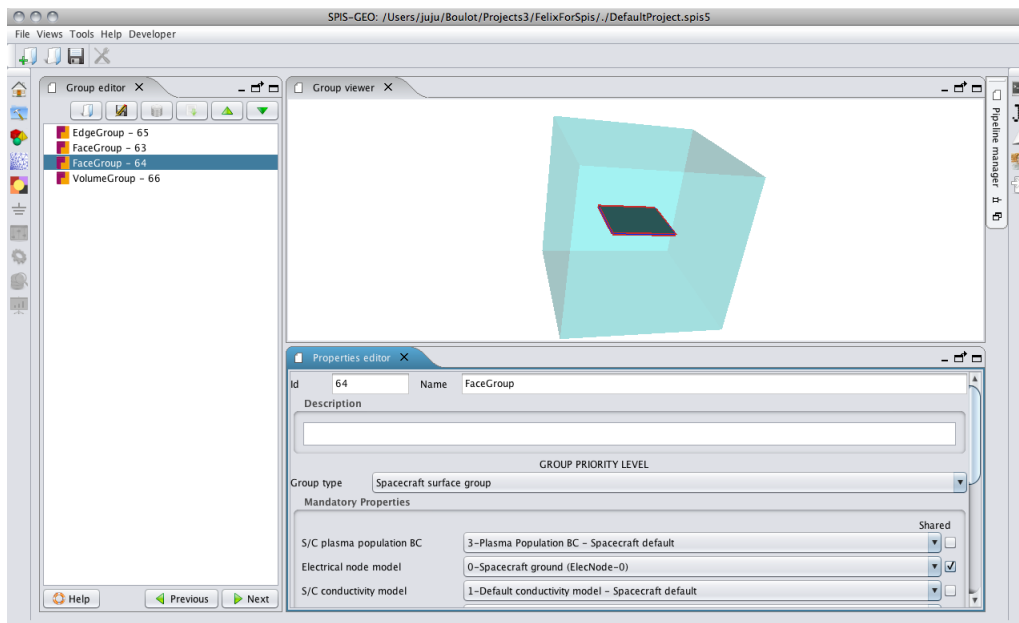 SPIS-GEO: /Users/juju/Boulot/Projects3/FelixForSpis/./DefaultProject.spis5
File Views Tools Help Developer
Group editor X
EdgeGroup - 65
FaceGroup - 63
FaceGroup - 64
VolumeGroup - 66
Help Previous Next
Group viewer X
Pipeline manager
Properties editor X
Id 64 Name FaceGroup
Description
GROUP PRIORITY LEVEL
Group type Spacecraft surface group
Mandatory Properties
Shared
S/C plasma population BC 3-Plasma Population BC - Spacecraft default
Electrical node model 0-Spacecraft ground (ElecNode-0)
S/C conductivity model 1-Default conductivity model - Spacecraft default